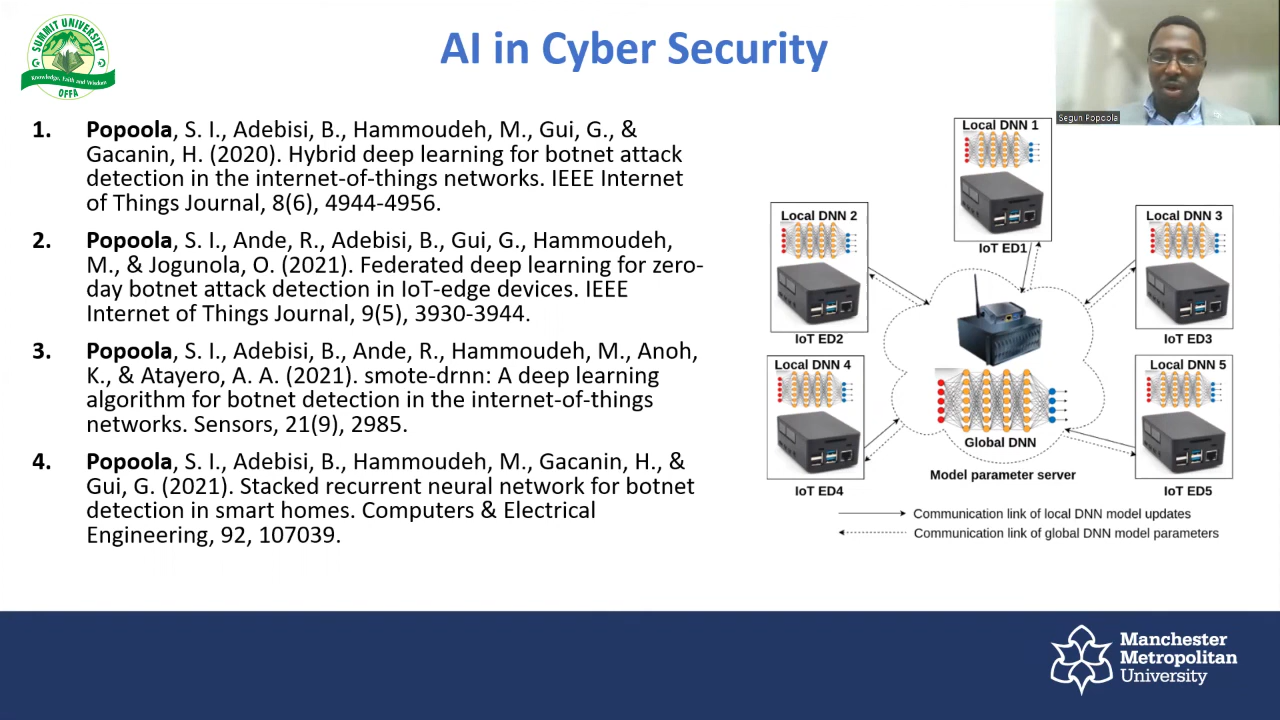 SUMMIT UNIVERSITY
Knowledge, Faith and Wisdom
OFFA
AI in Cyber Security
Segun Popoola
1. Popoola, S. I., Adebisi, B., Hammoudeh, M., Gui, G., &
Gacanin, H. (2020). Hybrid deep learning for botnet attack
detection in the internet-of-things networks. IEEE Internet
of Things Journal, 8(6), 4944-4956.
2. Popoola, S. I., Ande, R., Adebisi, B., Gui, G., Hammoudeh,
M., & Jogunola, O. (2021). Federated deep learning for zero-
day botnet attack detection in IoT-edge devices. IEEE
Internet of Things Journal, 9(5), 3930-3944.
3. Popoola, S. I., Adebisi, B., Ande, R., Hammoudeh, M., Anoh,
K., & Atayero, A. A. (2021). smote-drnn: A deep learning
algorithm for botnet detection in the internet-of-things
networks. Sensors, 21(9), 2985.
4. Popoola, S. I., Adebisi, B., Hammoudeh, M., Gacanin, H., &
Gui, G. (2021). Stacked recurrent neural network for botnet
detection in smart homes. Computers & Electrical
Engineering, 92, 107039.
Local DNN 1
IoT ED1
Local DNN 2
IoT ED2
Local DNN 3
IoT ED3
Local DNN 4
IoT ED4
Local DNN 5
IoT ED5
Global DNN
Model parameter server
Communication link of local DNN model updates
Communication link of global DNN model parameters
Manchester
Metropolitan
University